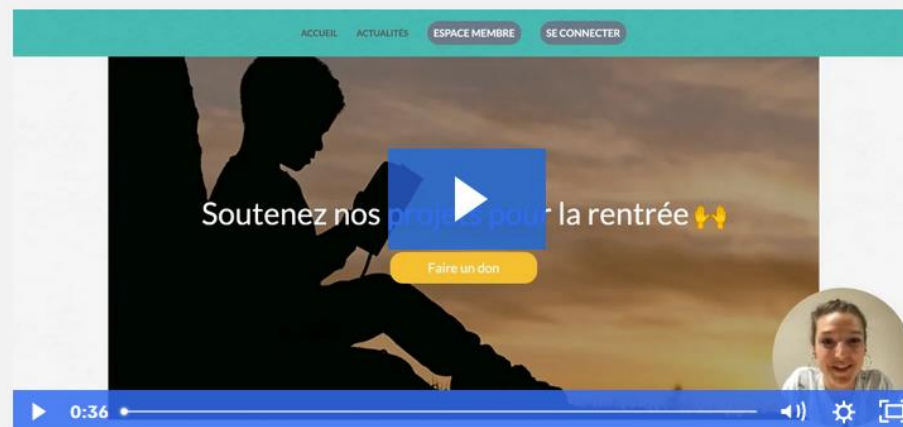 ACCUEIL ACTUALITÉS ESPACE MEMBRE SE CONNECTER
Soutenez nos projets pour la rentrée 🙌
Faire un don
0:36